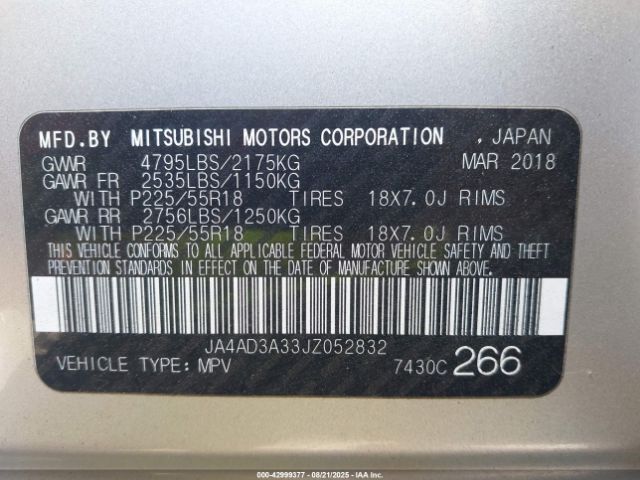 MFD.BY MITSUBISHI MOTORS CORPORATION , JAPAN
GVWR 4795LBS/2175KG MAR 2018
GAWR FR 2535LBS/1150KG
WITH P225/55R18 TIRES 18X7.0J RIMS
GAWR RR 2756LBS/1250KG
WITH P225/55R18 TIRES 18X7.0J RIMS
THIS VEHICLE CONFORMS TO ALL APPLICABLE FEDERAL MOTOR VEHICLE SAFETY AND THEFT
PREVENTION STANDARDS IN EFFECT ON THE DATE OF MANUFACTURE SHOWN ABOVE.
JA4AD3A33JZ052832
VEHICLE TYPE:MPV 7430C 266
000-42999377 - 08/21/2025 - IAA Inc.